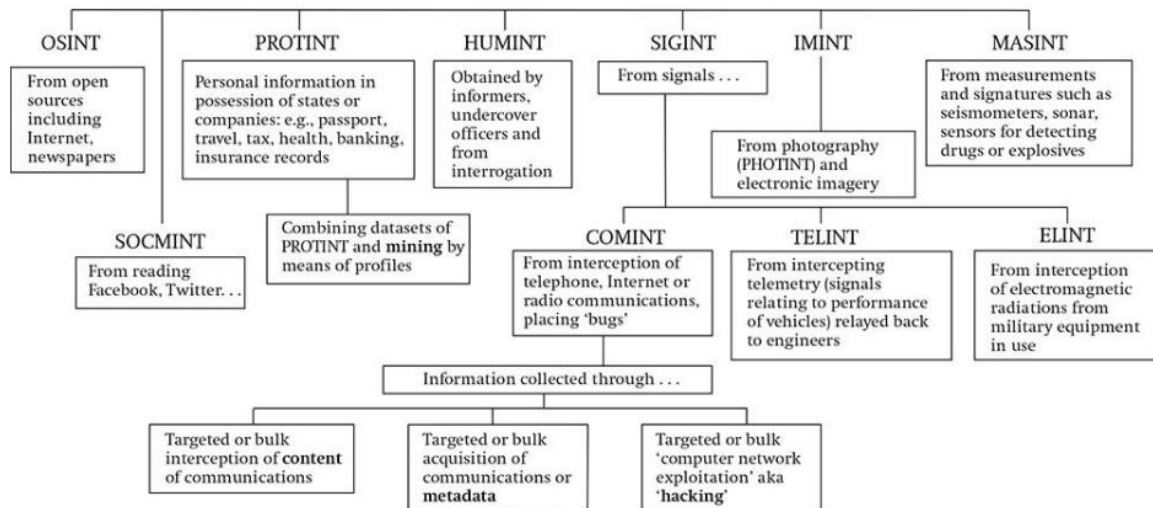 OSINT
PROTINT
HUMINT
SIGINT
IMINT
MASINT
From open
sources
including
Internet,
newspapers
Personal information in
possession of states or
companies: e.g., passport,
travel, tax, health, banking,
insurance records
Obtained by
informers,
undercover
officers and
from
interrogation
From signals . . .
From photography
(PHOTINT) and
electronic imagery
From measurements
and signatures such as
seismometers, sonar,
sensors for detecting
drugs or explosives
SOCMINT
From reading
Facebook, Twitter. . .
Combining datasets of
PROTINT and mining by
means of profiles
COMINT
From interception of
telephone, Internet or
radio communications,
placing ‘bugs’
TELINT
From intercepting
telemetry (signals
relating to performance
of vehicles) relayed back
to engineers
ELINT
From interception
of electromagnetic
radiations from
military equipment
in use
Information collected through . . .
Targeted or bulk
interception of content
of communications
Targeted or bulk
acquisition of
communications or
metadata
Targeted or bulk
‘computer network
exploitation’ aka
‘hacking’